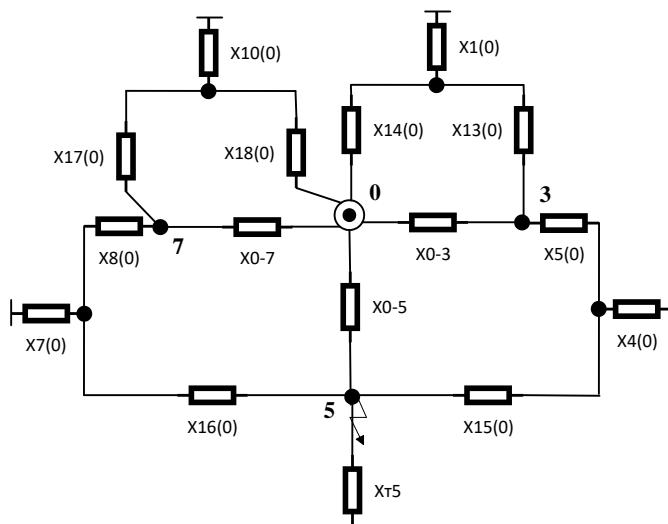 X10(0)
X1(0)
X14(0)
X13(0)
X17(0)
X18(0)
0
3
X8(0)
7
X0-7
X0-3
X5(0)
X7(0)
X0-5
X4(0)
X16(0)
5
X15(0)
Xт5